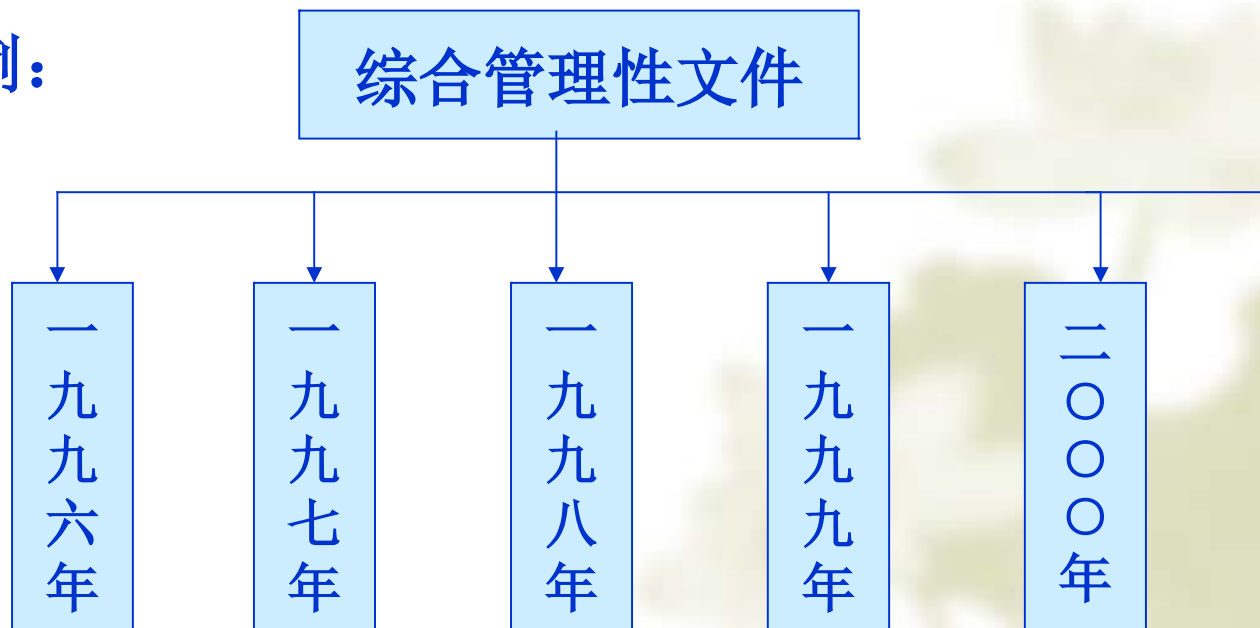 例：
综合管理性文件
一九九六年
一九九七年
一九九八年
一九九九年
二〇〇〇年